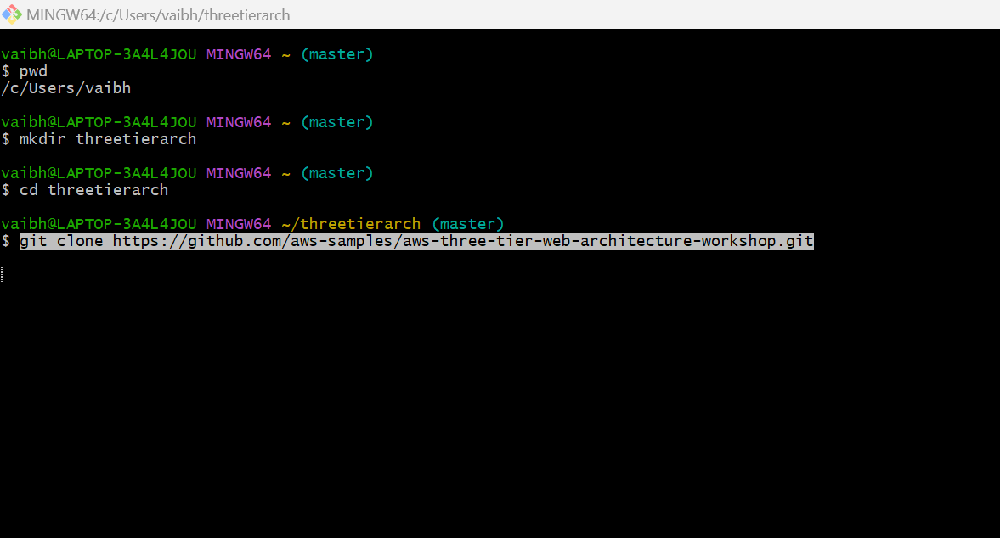 MINGW64:/c/Users/vaibh/threetierarch
vaibh@LAPTOP-3A4L4JOU MINGW64 ~ (master)
$ pwd
/c/Users/vaibh
vaibh@LAPTOP-3A4L4JOU MINGW64 ~ (master)
$ mkdir threetierarch
vaibh@LAPTOP-3A4L4JOU MINGW64 ~ (master)
$ cd threetierarch
vaibh@LAPTOP-3A4L4JOU MINGW64 ~/threetierarch (master)
$ git clone https://github.com/aws-samples/aws-three-tier-web-architecture-workshop.git